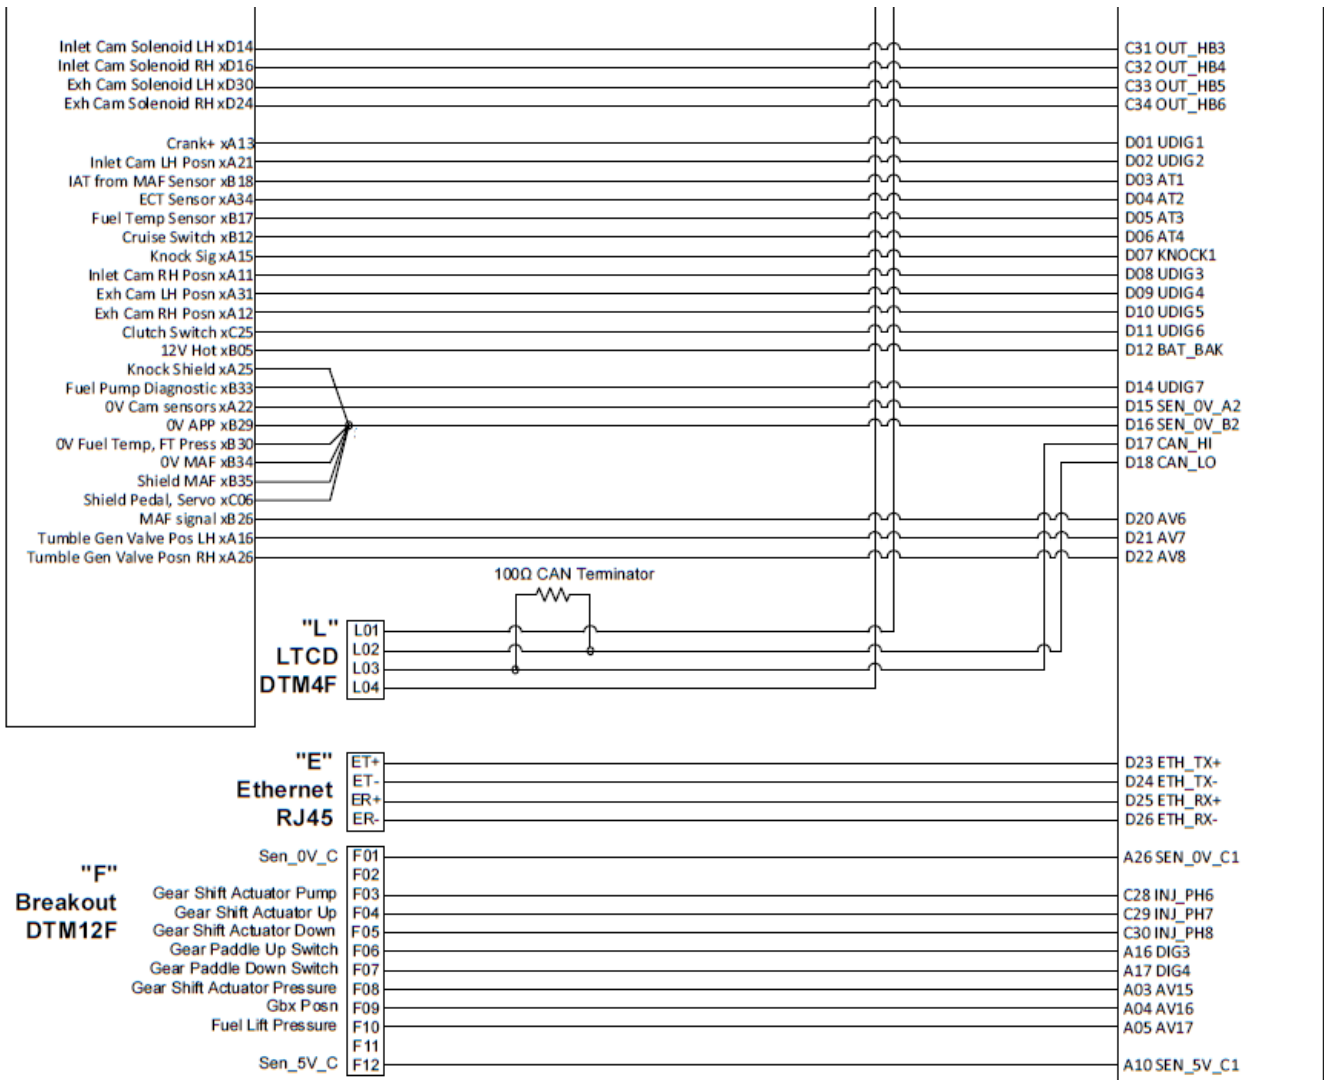 Inlet Cam Solenoid LH xD14 C31 OUT_HB3
Inlet Cam Solenoid RH xD16 C32 OUT_HB4
Exh Cam Solenoid LH xD30 C33 OUT_HB5
Exh Cam Solenoid RH xD24 C34 OUT_HB6
Crank+ xA13 D01 UDIG1
Inlet Cam LH Posn xA21 D02 UDIG2
IAT from MAF Sensor xB18 D03 AT1
ECT Sensor xA34 D04 AT2
Fuel Temp Sensor xB17 D05 AT3
Cruise Switch xB12 D06 AT4
Knock Sig xA15 D07 KNOCK1
Inlet Cam RH Posn xA11 D08 UDIG3
Exh Cam LH Posn xA31 D09 UDIG4
Exh Cam RH Posn xA12 D10 UDIG5
Clutch Switch xC25 D11 UDIG6
12V Hot xB05 D12 BAT_BAK
Knock Shield xA25
Fuel Pump Diagnostic xB33 D14 UDIG7
0V Cam sensors xA22 D15 SEN_0V_A2
0V APP xB29 D16 SEN_0V_B2
0V Fuel Temp, FT Press xB30 D17 CAN_HI
0V MAF xB34 D18 CAN_LO
Shield MAF xB35
Shield Pedal, Servo xC06
MAF signal xB26 D20 AV6
Tumble Gen Valve Pos LH xA16 D21 AV7
Tumble Gen Valve Posn RH xA26 D22 AV8
100Ω CAN Terminator
"L"
LTCD
DTM4F
L01
L02
L03
L04
"E"
Ethernet
RJ45
ET+ D23 ETH_TX+
ET- D24 ETH_TX-
ER+ D25 ETH_RX+
ER- D26 ETH_RX-
"F"
Breakout
DTM12F
Sen_0V_C F01 A26 SEN_0V_C1
F02
Gear Shift Actuator Pump F03 C28 INJ_PH6
Gear Shift Actuator Up F04 C29 INJ_PH7
Gear Shift Actuator Down F05 C30 INJ_PH8
Gear Paddle Up Switch F06 A16 DIG3
Gear Paddle Down Switch F07 A17 DIG4
Gear Shift Actuator Pressure F08 A03 AV15
Gbx Posn F09 A04 AV16
Fuel Lift Pressure F10 A05 AV17
F11
Sen_5V_C F12 A10 SEN_5V_C1